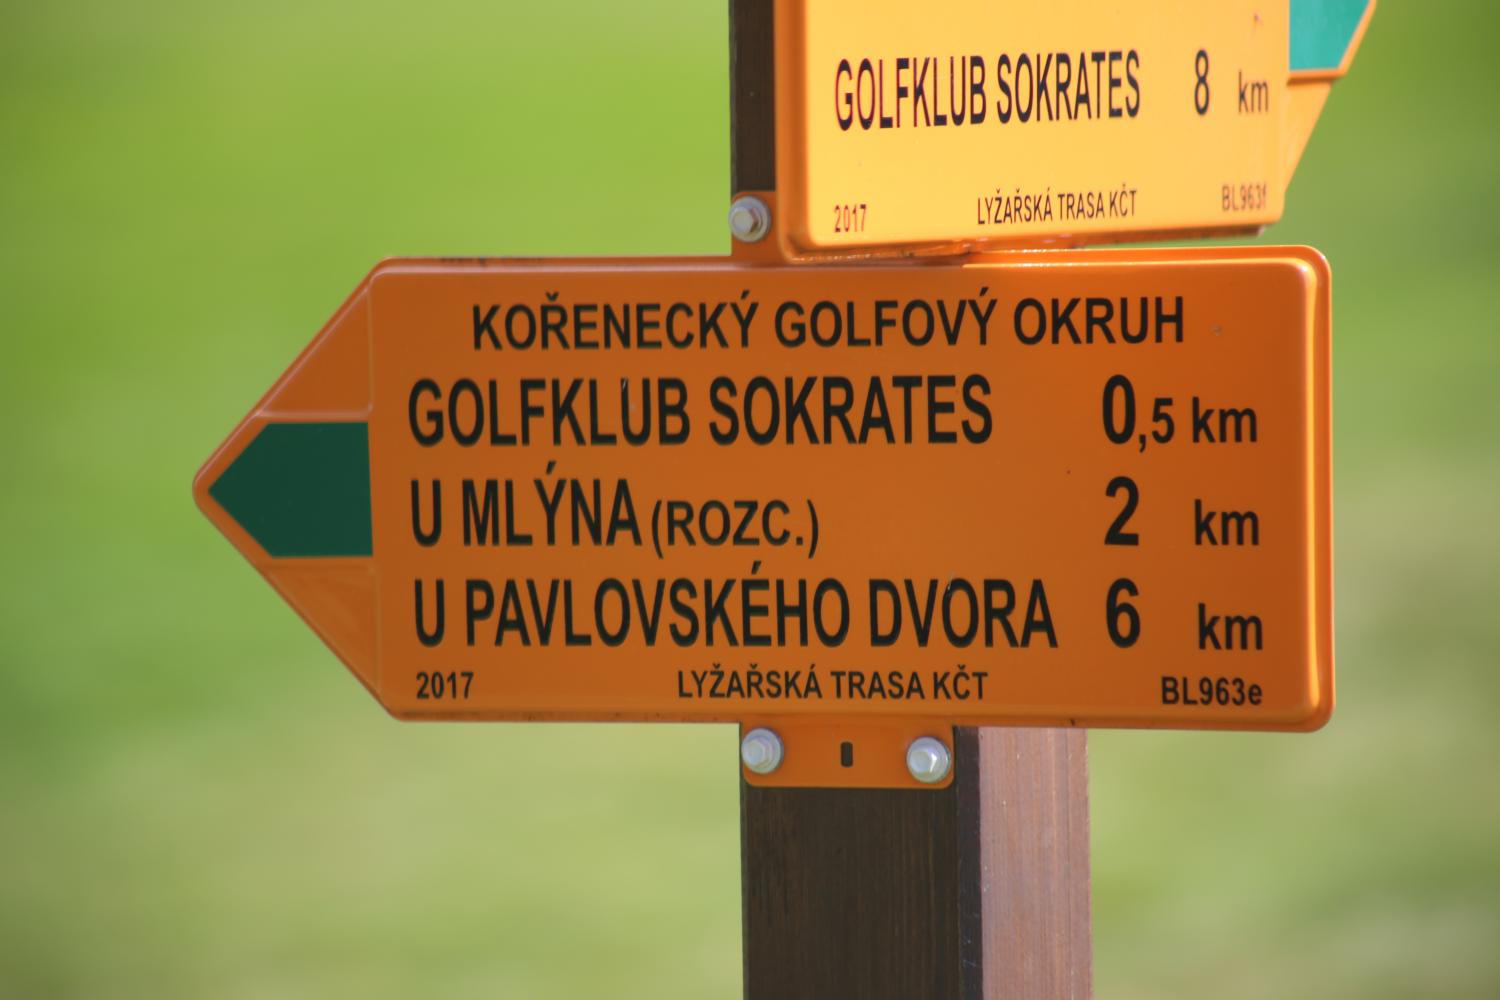 GOLFKLUB SOKRATES 8 km
2017 LYŽAŘSKÁ TRASA KČT BL963f
KOŘENECKÝ GOLFOVÝ OKRUH
GOLFKLUB SOKRATES 0,5 km
U MLÝNA (ROZC.) 2 km
U PAVLOVSKÉHO DVORA 6 km
2017 LYŽAŘSKÁ TRASA KČT BL963e